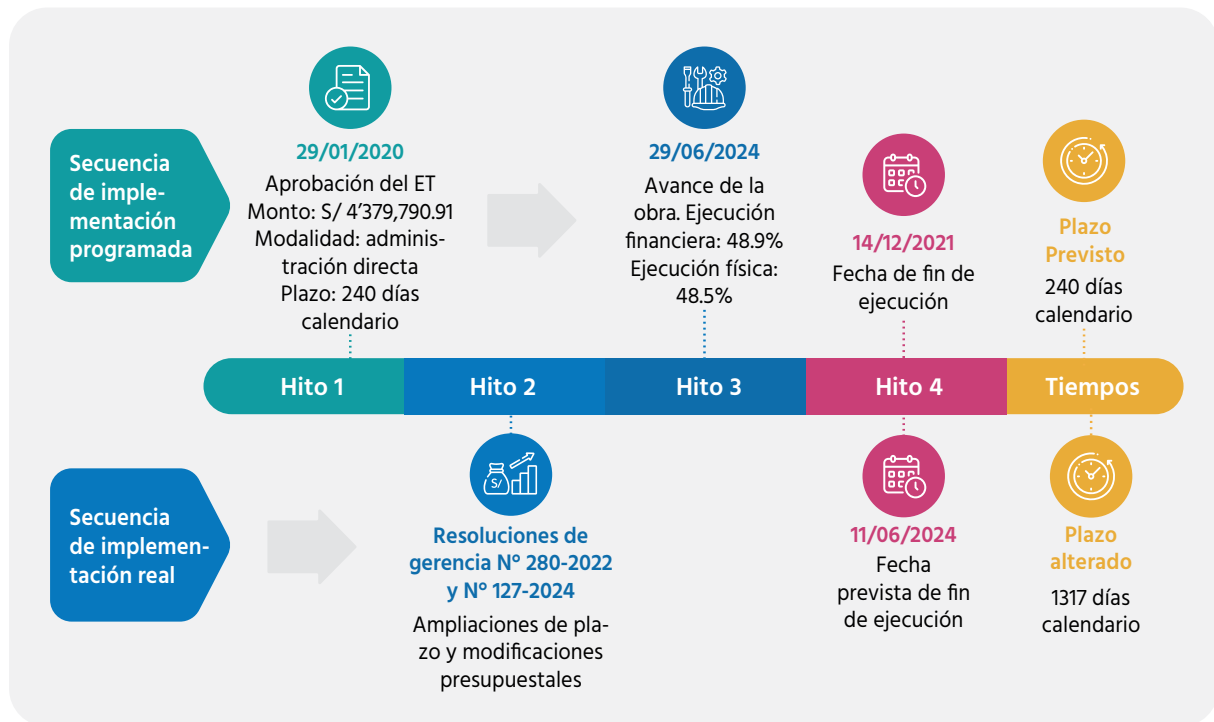 Secuencia
de imple-
mentación
programada
29/01/2020
Aprobación del ET
Monto: S/ 4’379,790.91
Modalidad: adminis-
tración directa
Plazo: 240 días
calendario
29/06/2024
Avance de la
obra. Ejecución
financiera: 48.9%
Ejecución física:
48.5%
14/12/2021
Fecha de fin de
ejecución
Plazo
Previsto
240 días
calendario
Hito 1
Hito 2
Hito 3
Hito 4
Tiempos
Secuencia
de implemen-
tación real
S/
Resoluciones de
gerencia N° 280-2022
y N° 127-2024
Ampliaciones de pla-
zo y modificaciones
presupuestales
11/06/2024
Fecha
prevista de fin
de ejecución
Plazo
alterado
1317 días
calendario